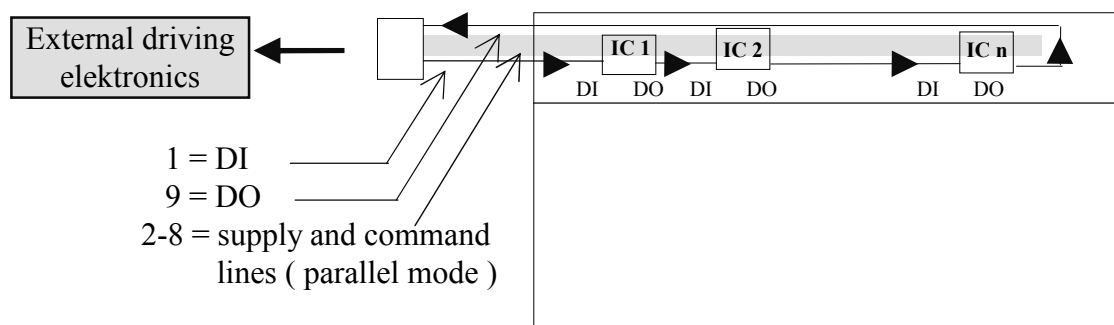 External driving
elektronics
IC 1
IC 2
IC n
DI DO DI DO DI DO
1 = DI
9 = DO
2-8 = supply and command
lines ( parallel mode )